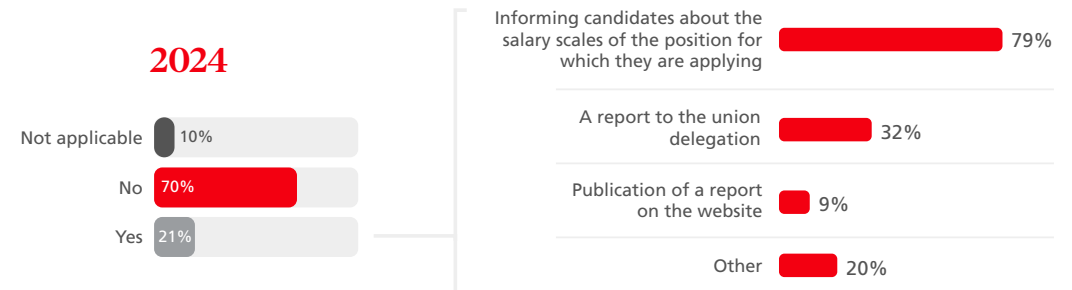 2024
Not applicable
10%
No
70%
Yes
21%
Informing candidates about the
salary scales of the position for
which they are applying
79%
A report to the union
delegation
32%
Publication of a report
on the website
9%
Other
20%